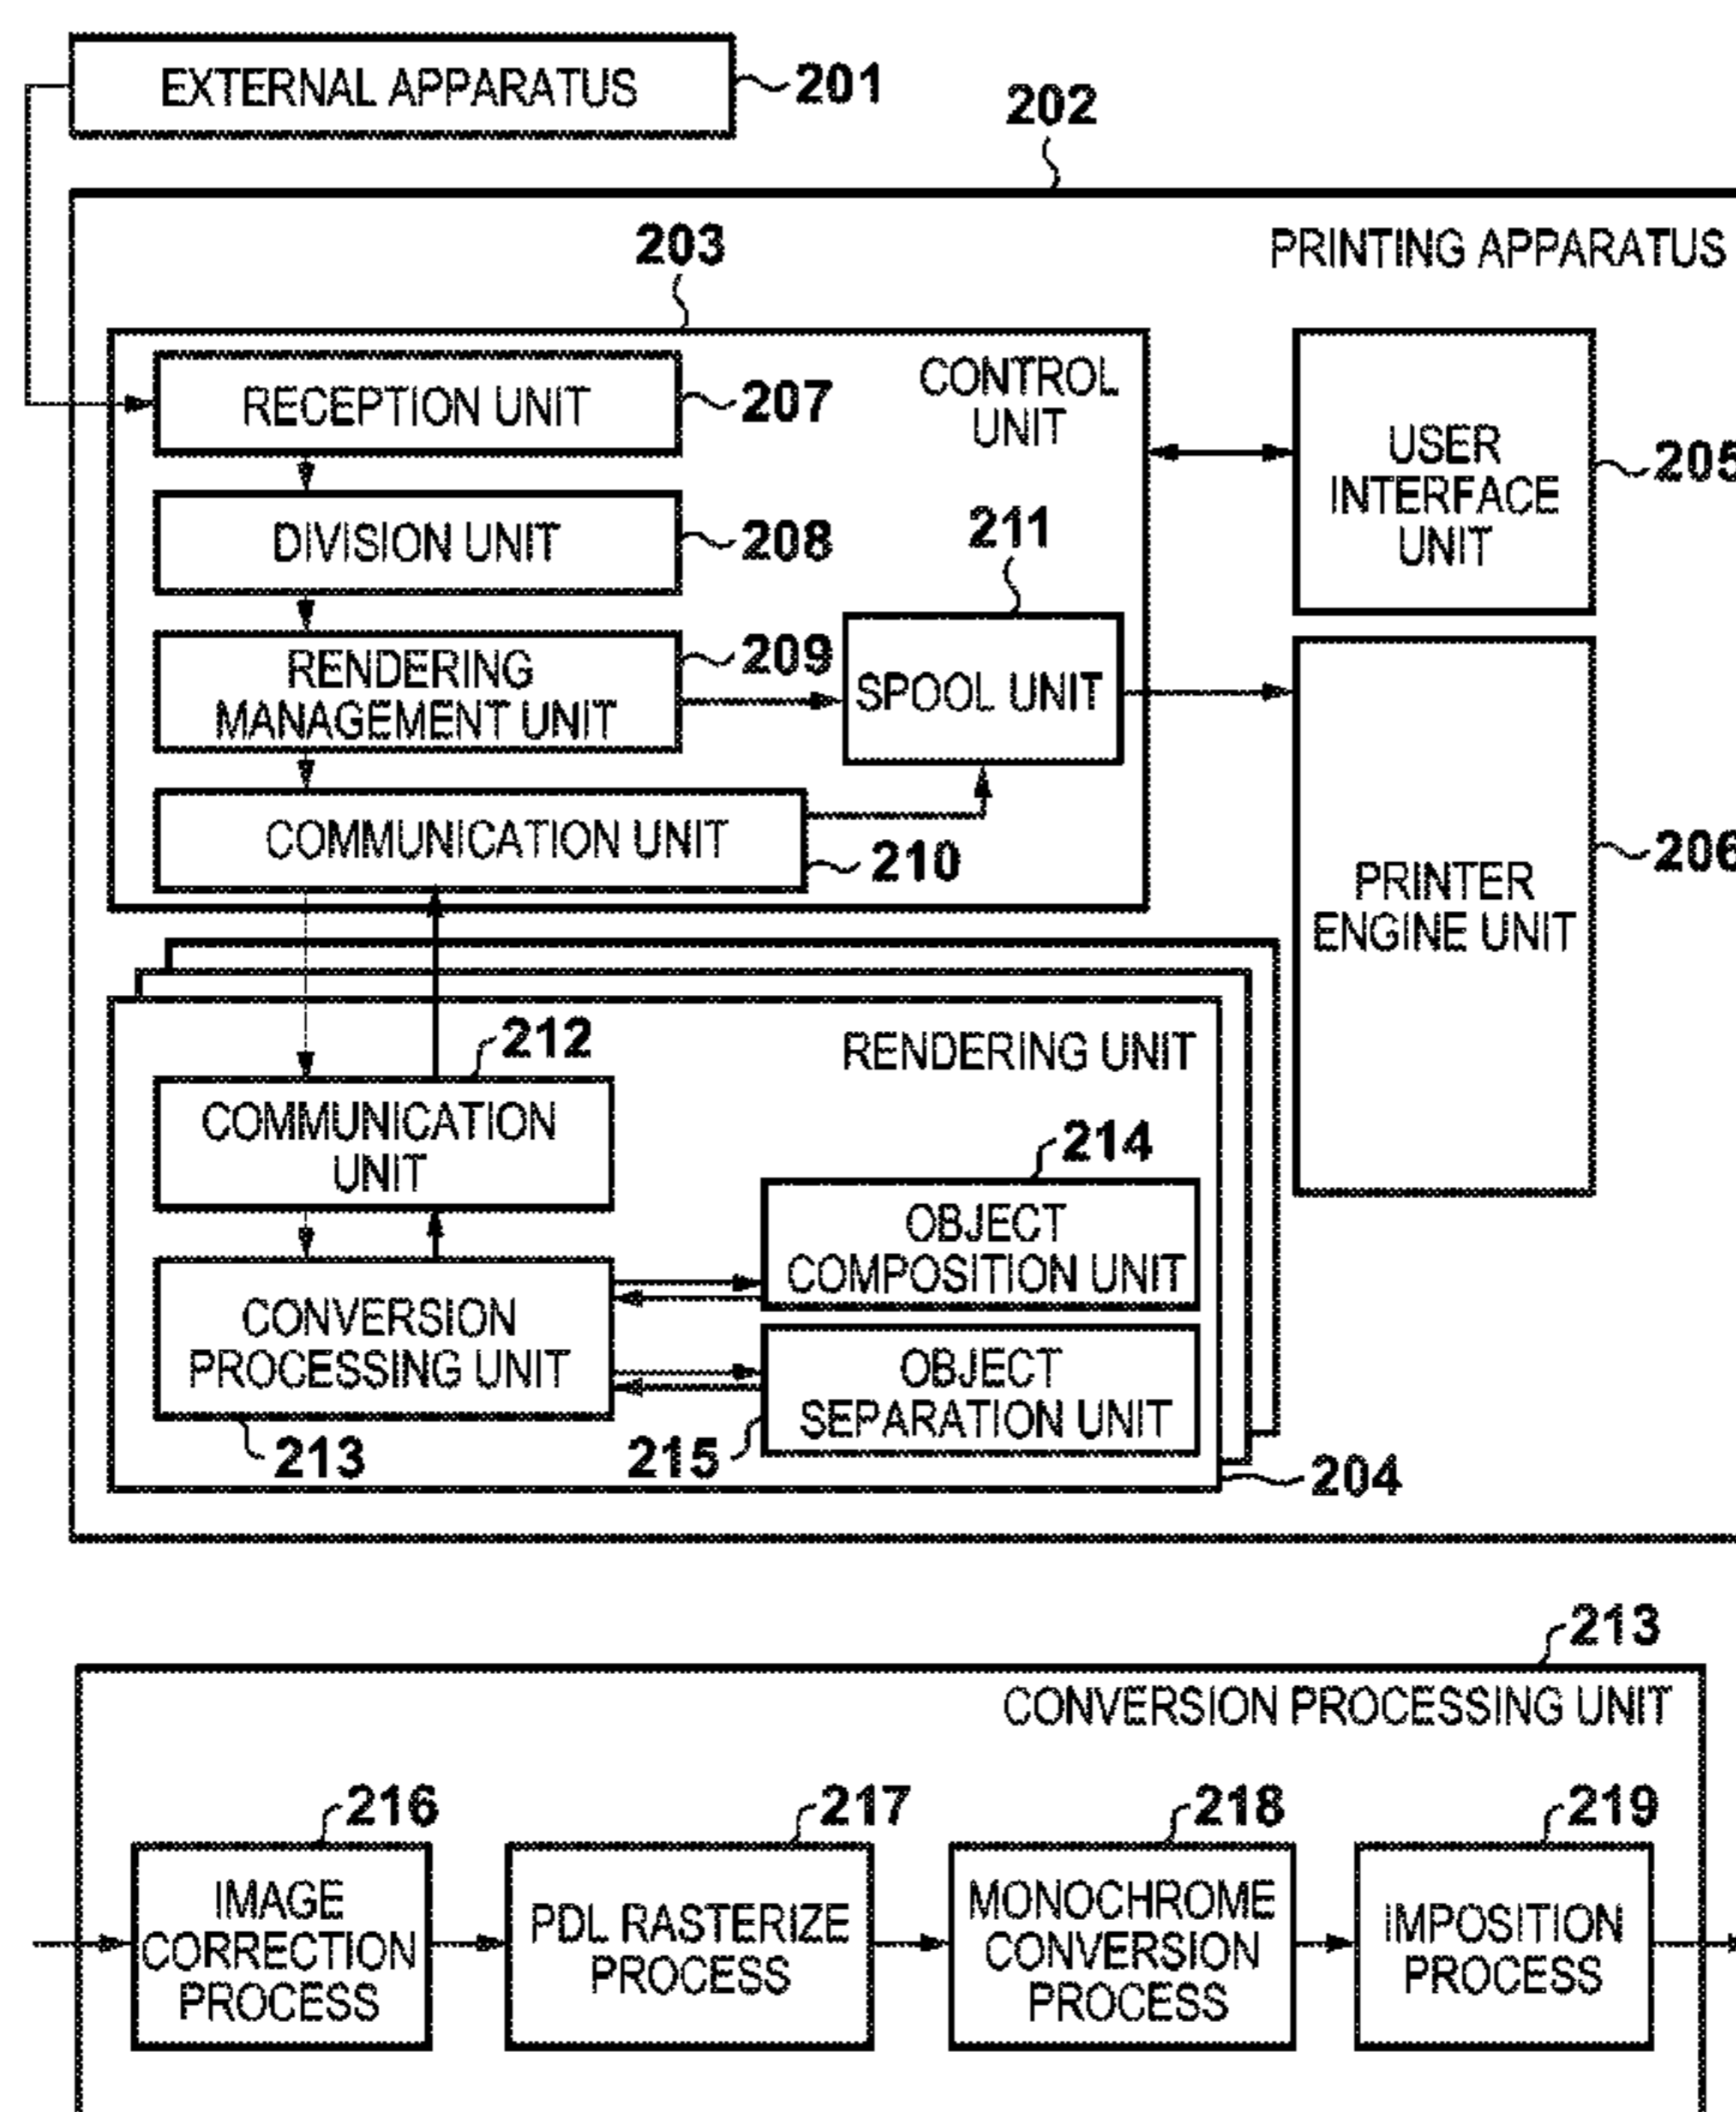 EXTERNAL APPARATUS
201
202
PRINTING APPARATUS
203
CONTROL
UNIT
RECEPTION UNIT
207
USER
INTERFACE
UNIT
205
DIVISION UNIT
208
211
RENDERING
MANAGEMENT UNIT
209
SPOOL UNIT
COMMUNICATION UNIT
210
PRINTER
ENGINE UNIT
206
RENDERING UNIT
212
COMMUNICATION
UNIT
214
OBJECT
COMPOSITION UNIT
CONVERSION
PROCESSING UNIT
213
OBJECT
SEPARATION UNIT
215
204
213
CONVERSION PROCESSING UNIT
216
217
218
219
IMAGE
CORRECTION
PROCESS
PDL RASTERIZE
PROCESS
MONOCHROME
CONVERSION
PROCESS
IMPOSITION
PROCESS